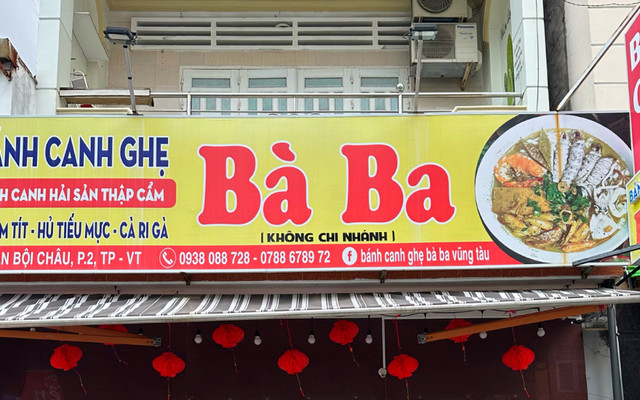 ÁNH CANH GHẸ
H CANH HẢI SẢN THẬP CẨM
M TÍT - HỦ TIẾU MỰC - CÀ RI GÀ
N BỘI CHÂU, P.2, TP - VT
Bà Ba
(KHÔNG CHI NHÁNH)
0938 088 728 - 0788 6789 72
f bánh canh ghẹ bà ba vũng tàu